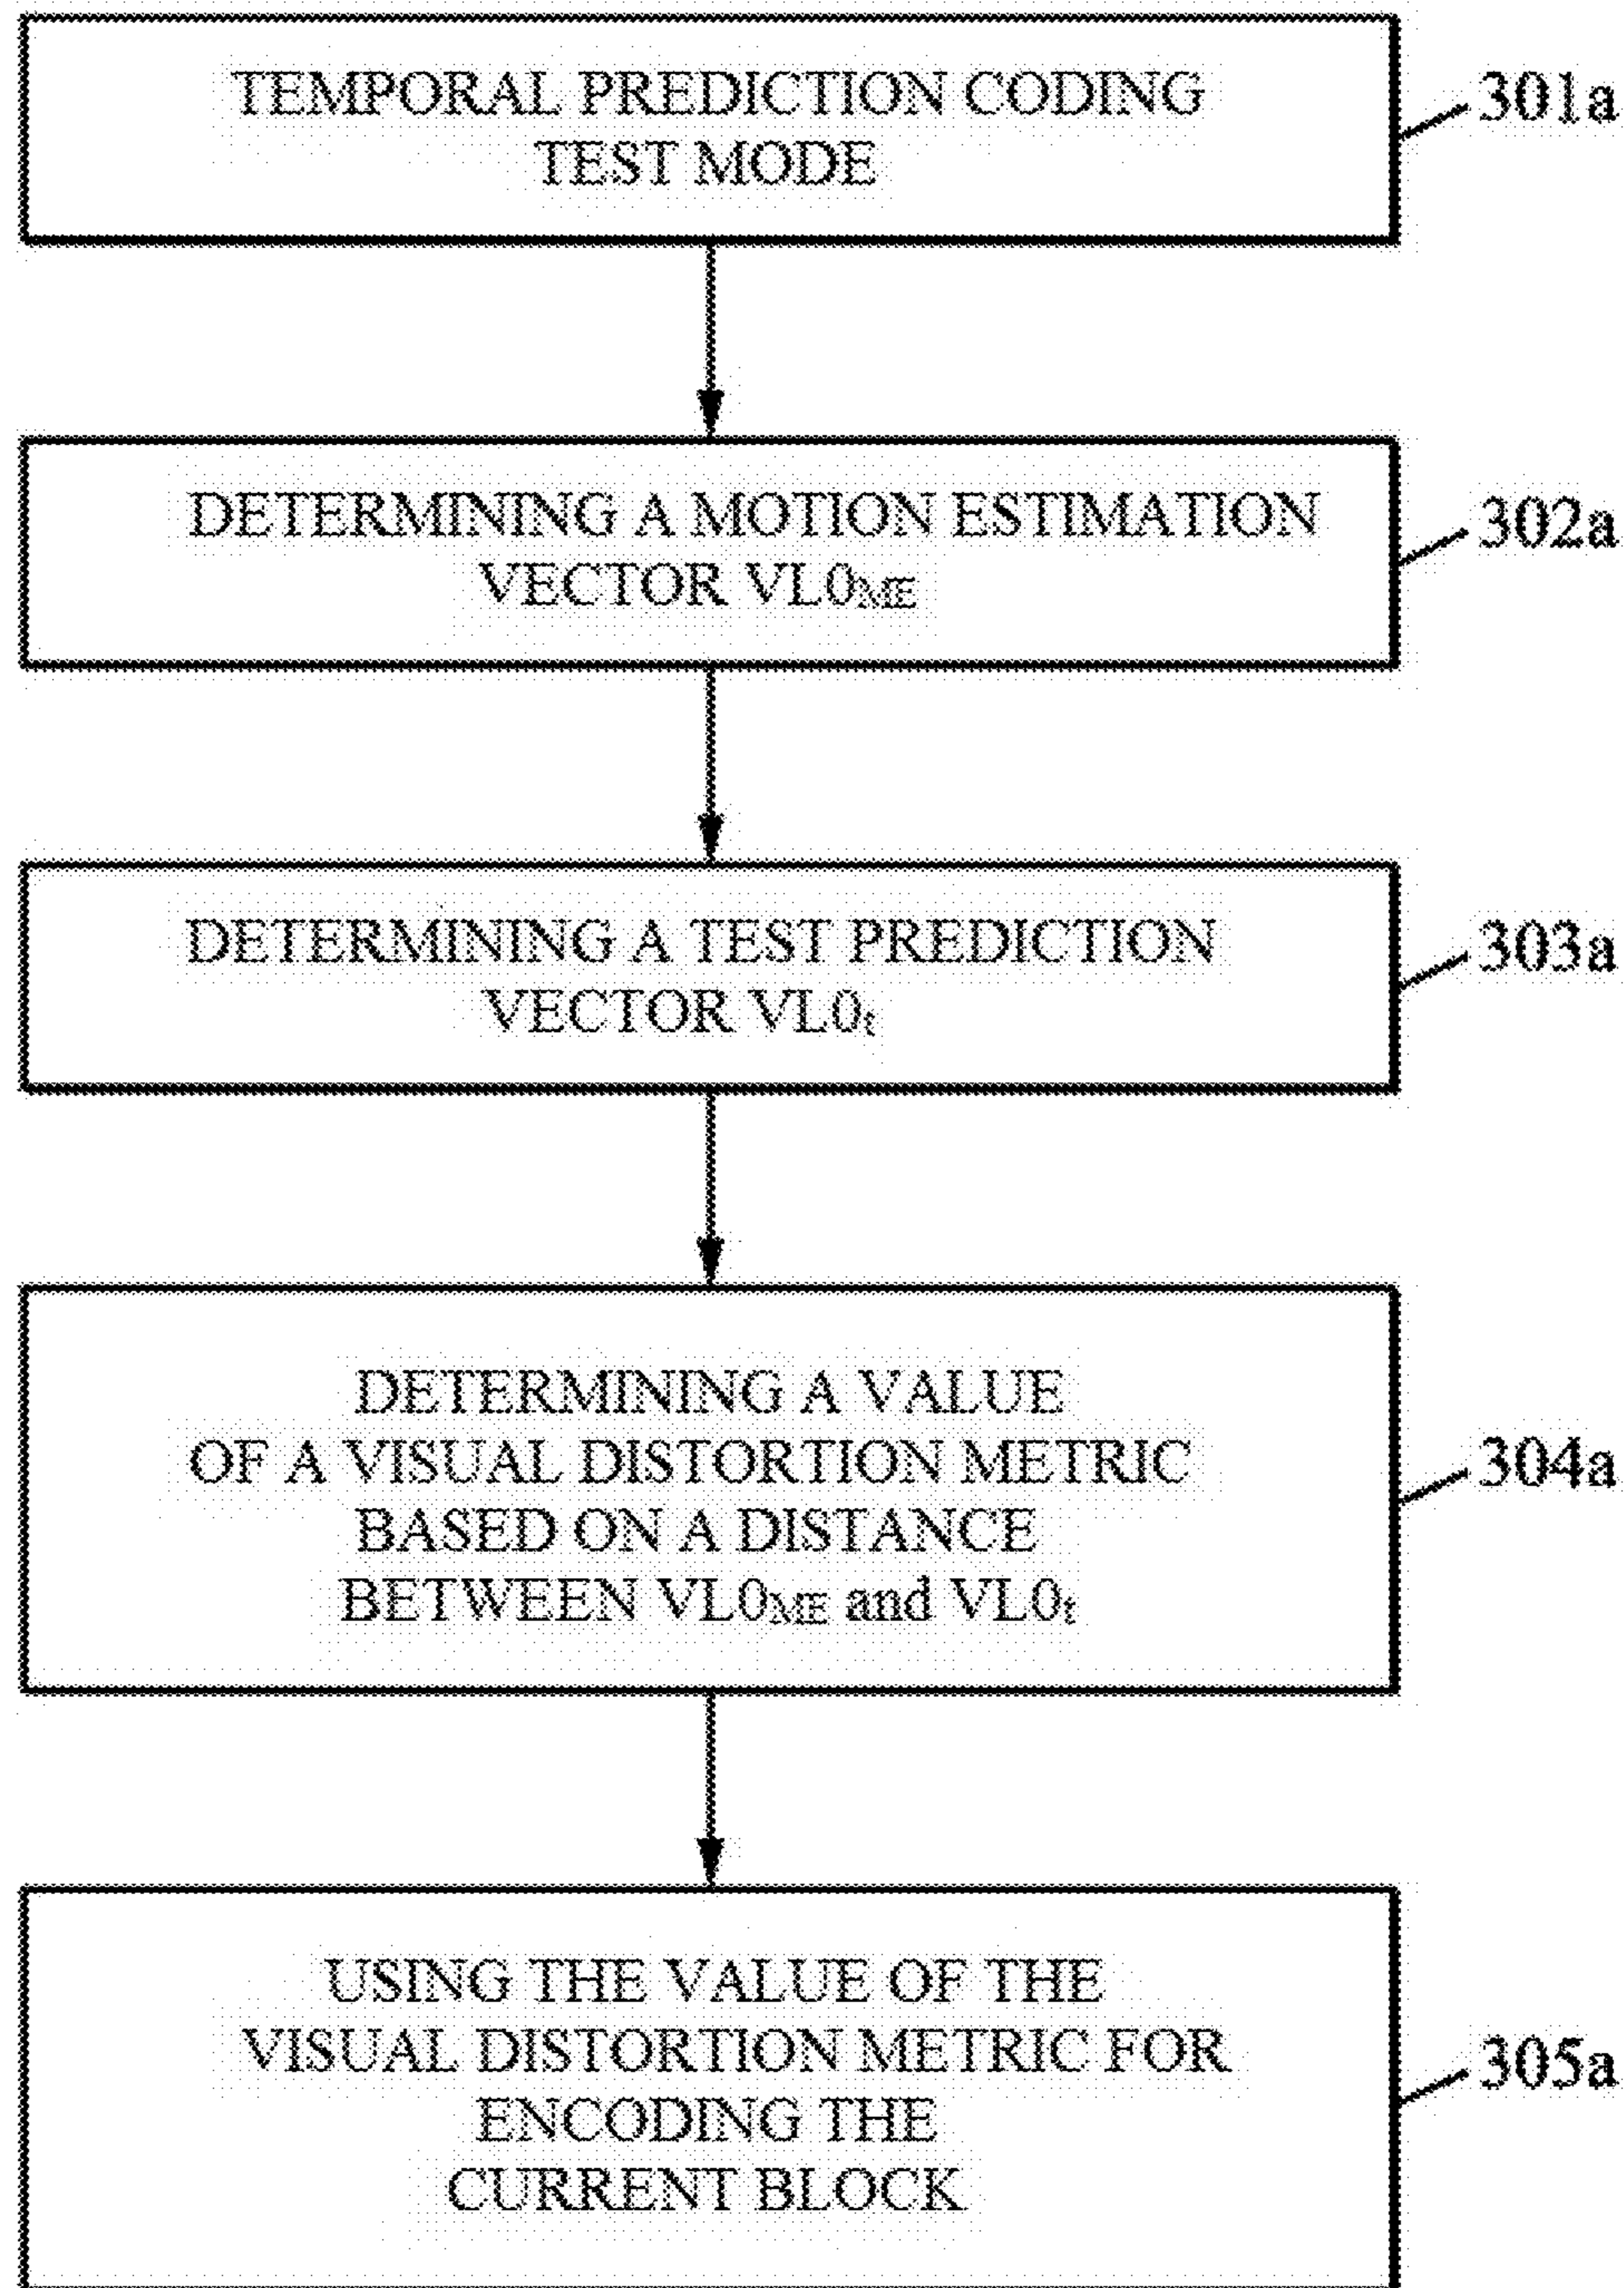 TEMPORAL PREDICTION CODING
TEST MODE
301a
DETERMINING A MOTION ESTIMATION
VECTOR VL0ME
302a
DETERMINING A TEST PREDICTION
VECTOR VL0t
303a
DETERMINING A VALUE
OF A VISUAL DISTORTION METRIC
BASED ON A DISTANCE
BETWEEN VL0ME and VL0t
304a
USING THE VALUE OF THE
VISUAL DISTORTION METRIC FOR
ENCODING THE
CURRENT BLOCK
305a